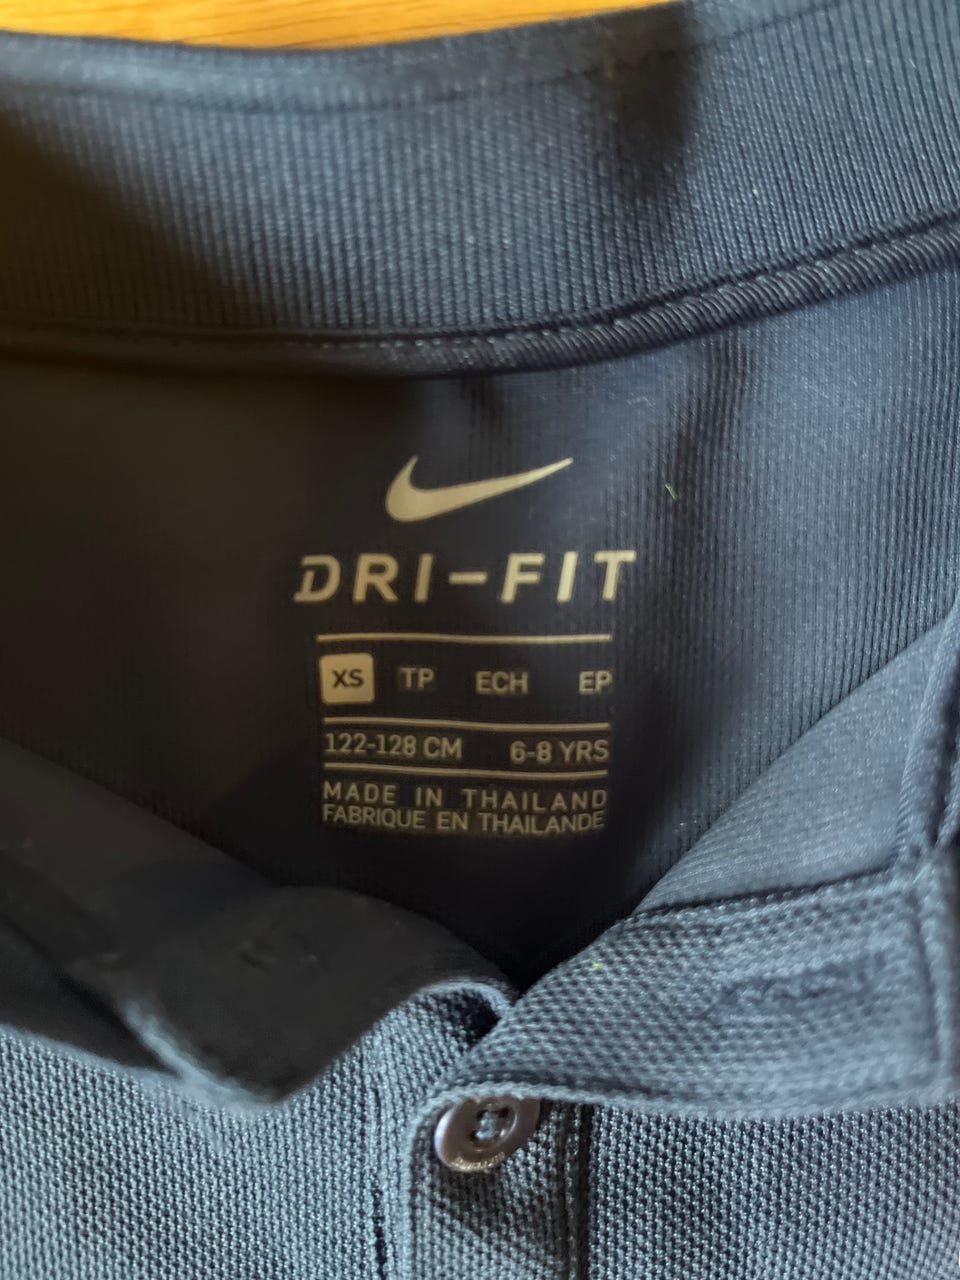 DRI-FIT
XS TP ECH EP
122-128 CM 6-8 YRS
MADE IN THAILAND
FABRIQUE EN THAILANDE